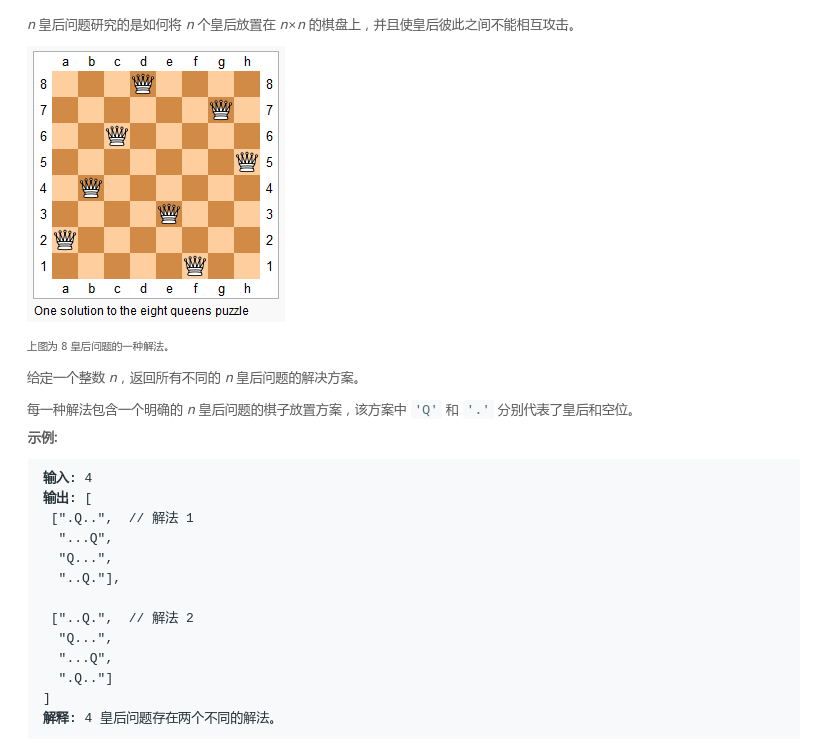 n 皇后问题研究的是如何将 n 个皇后放置在 n×n 的棋盘上，并且使皇后彼此之间不能相互攻击。
a b c d e f g h
8 8
7 7
6 6
5 5
4 4
3 3
2 2
1 1
a b c d e f g h
One solution to the eight queens puzzle
上图为 8 皇后问题的一种解法。
给定一个整数 n，返回所有不同的 n 皇后问题的解决方案。
每一种解法包含一个明确的 n 皇后问题的棋子放置方案，该方案中 'Q' 和 '.' 分别代表了皇后和空位。
示例:
输入: 4
输出: [
[".Q..", // 解法 1
"...Q",
"Q...",
"..Q."],
["..Q.", // 解法 2
"Q...",
"...Q",
".Q.."]
]
解释: 4 皇后问题存在两个不同的解法。